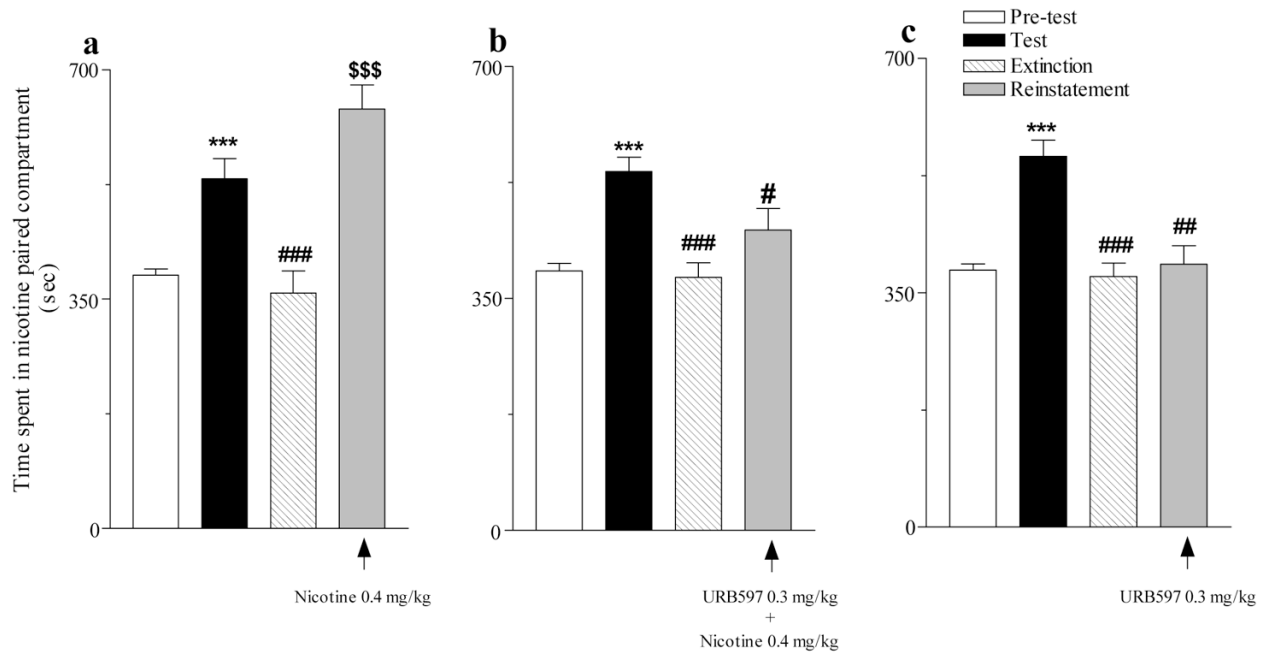 Pre-test
Test
Extinction
Reinstatement
Time spent in nicotine paired compartment
(sec)
a
700
350
0
***
###
$$$
Nicotine 0.4 mg/kg
b
700
350
0
***
###
#
URB597 0.3 mg/kg
+
Nicotine 0.4 mg/kg
c
700
350
0
***
###
##
URB597 0.3 mg/kg